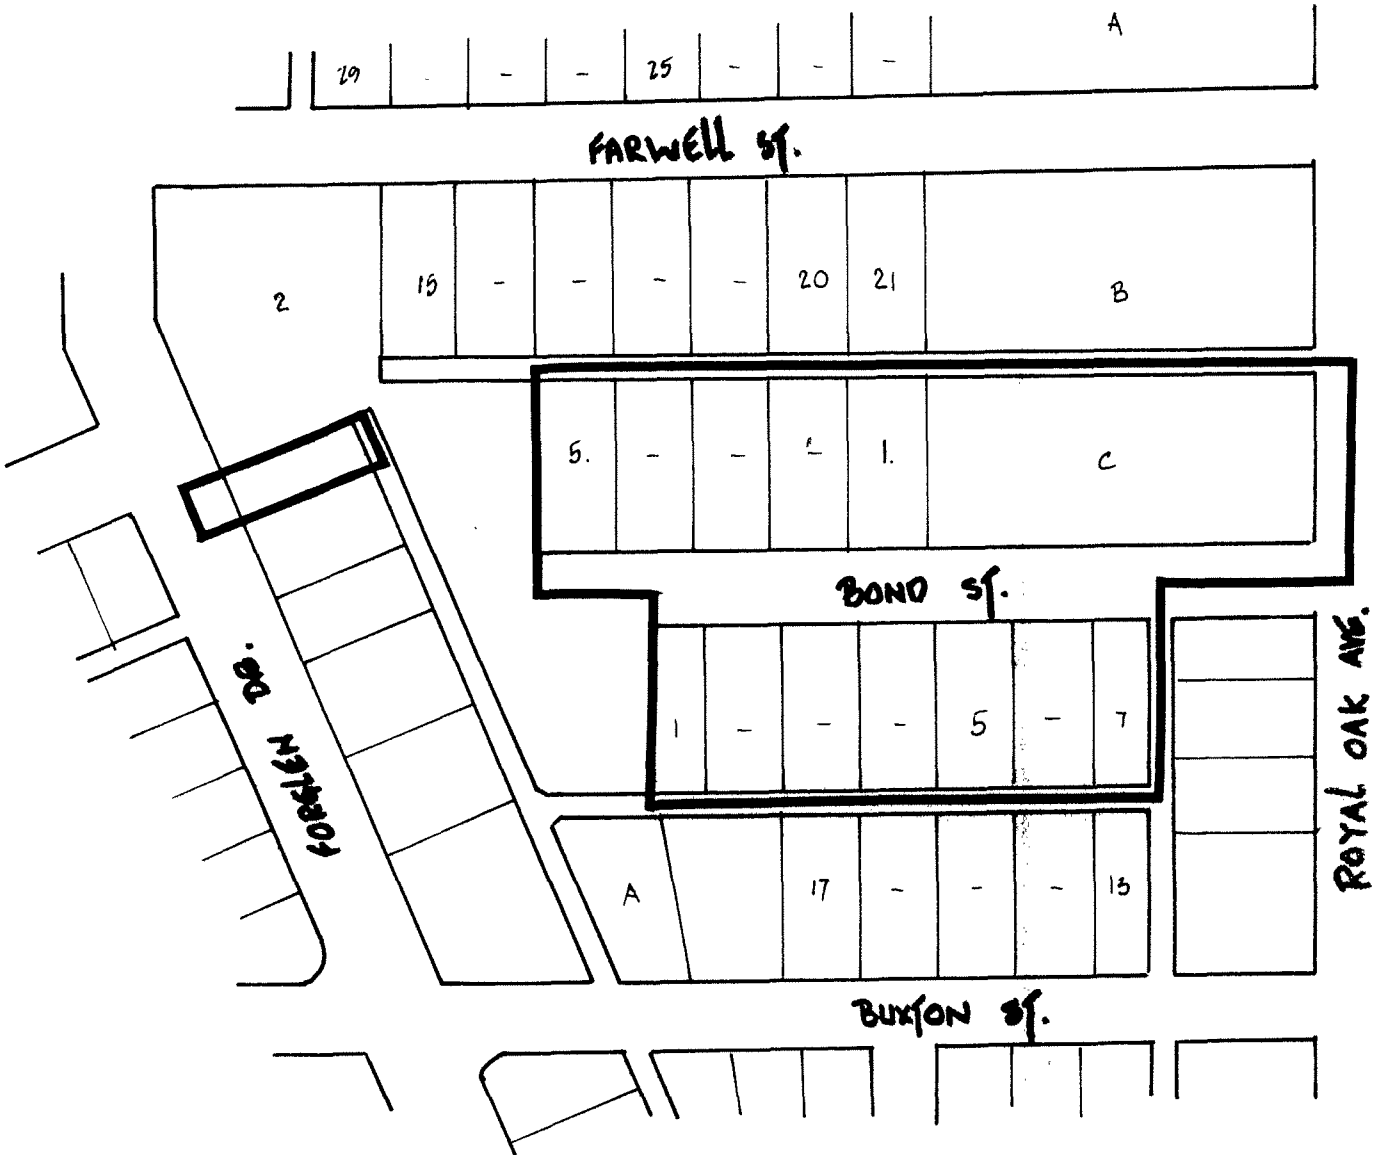 A
29 - - - 25 - - -
FARWELL ST.
2 15 - - - - 20 21 B
5. - - - 1. C
BOND ST.
1 - - - 5 - 7
FORGLEN DR.
ROYAL OAK AVE.
A 17 - - - 13
BUXTON ST.